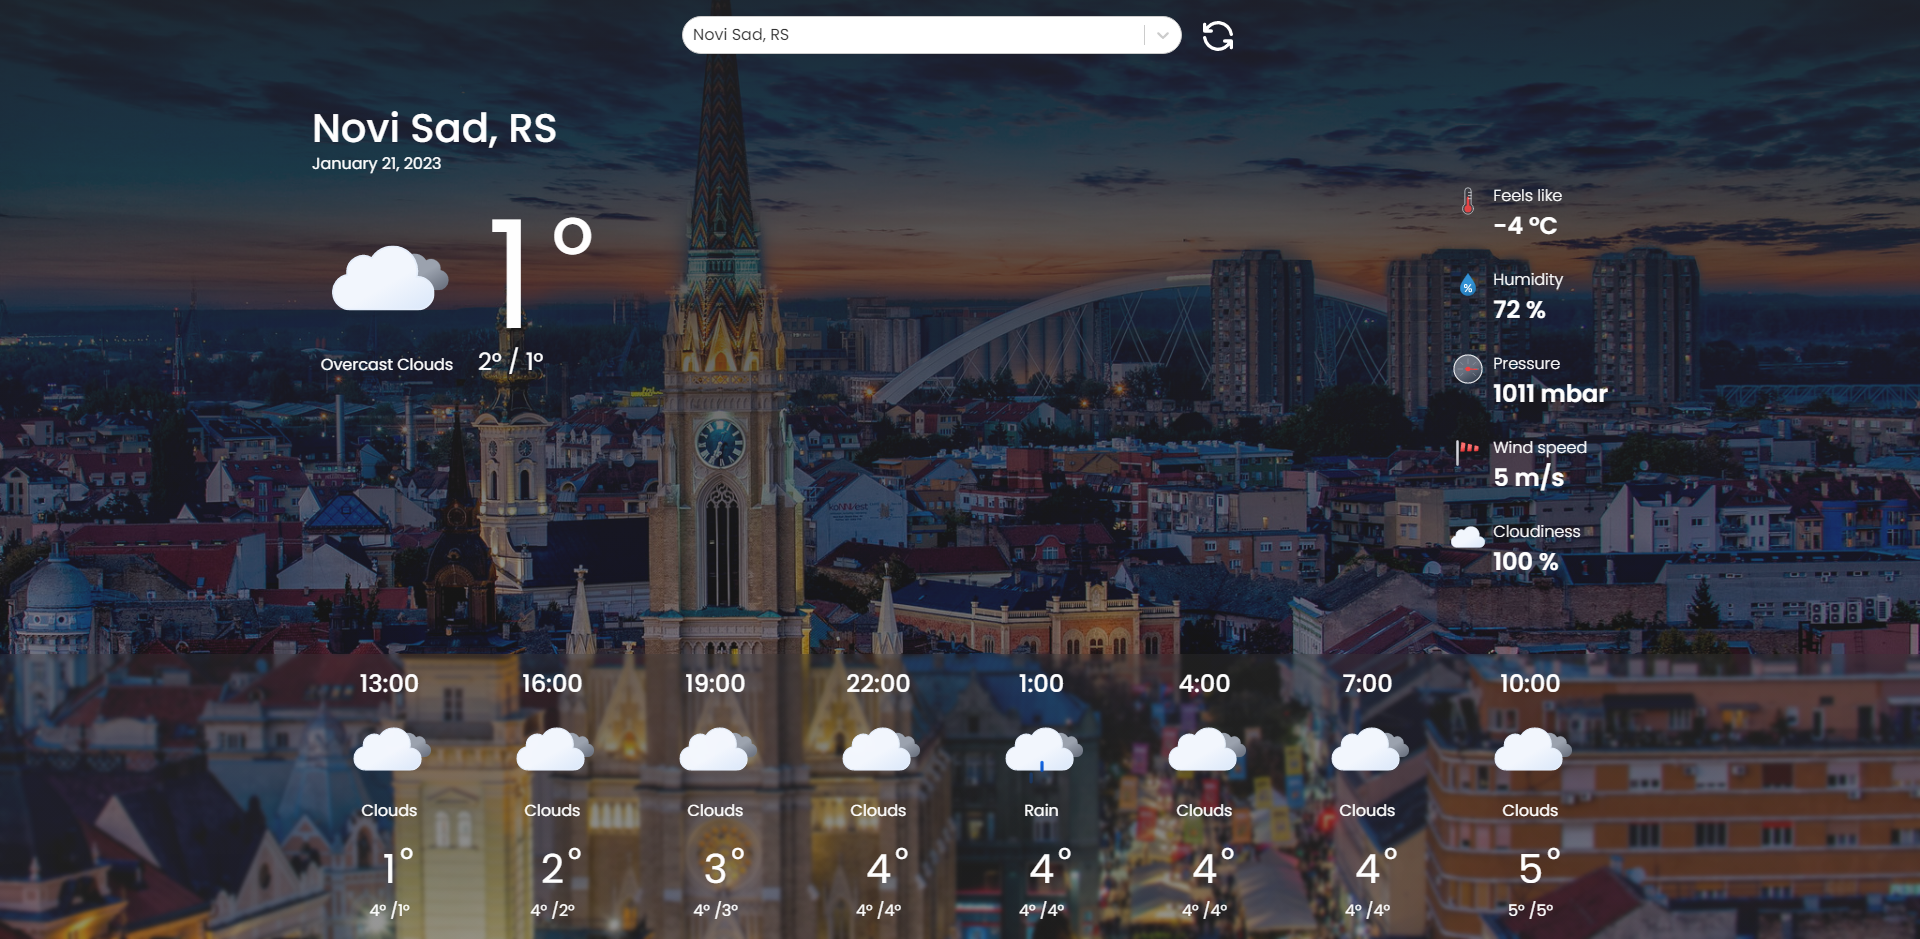 Novi Sad, RS
Novi Sad, RS
January 21, 2023
1°
Overcast Clouds
2° / 1°
Feels like
-4 °C
%
Humidity
72 %
Pressure
1011 mbar
Wind speed
5 m/s
Cloudiness
100 %
13:00 16:00 19:00 22:00 1:00 4:00 7:00 10:00
Clouds Clouds Clouds Clouds Rain Clouds Clouds Clouds
1° 2° 3° 4° 4° 4° 4° 5°
4° /1° 4° /2° 4° /3° 4° /4° 4° /4° 4° /4° 4° /4° 5° /5°